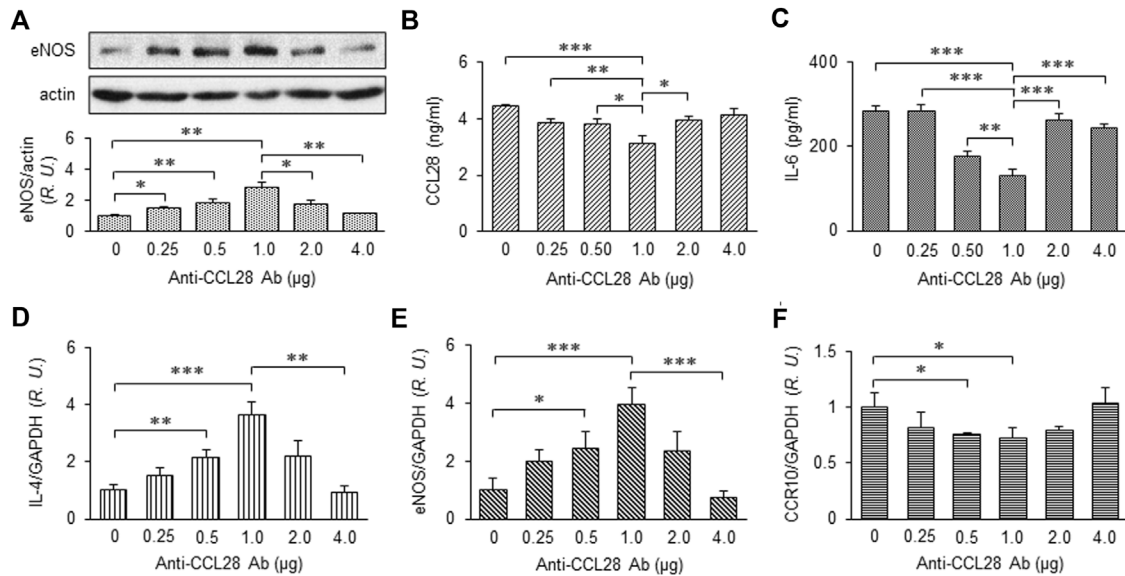 A
eNOS
actin
eNOS/actin
(R. U.)
6
4
2
0
**
**
**
*
*
0 0.25 0.5 1.0 2.0 4.0
Anti-CCL28 Ab (µg)
B
CCL28 (ng/ml)
6
4
2
0
***
**
*
*
0 0.25 0.50 1.0 2.0 4.0
Anti-CCL28 Ab (µg)
C
IL-6 (pg/ml)
400
200
0
***
***
***
***
**
0 0.25 0.50 1.0 2.0 4.0
Anti-CCL28 Ab (µg)
D
IL-4/GAPDH (R. U.)
6
4
2
0
**
***
**
0 0.25 0.5 1.0 2.0 4.0
Anti-CCL28 Ab (µg)
E
eNOS/GAPDH (R. U.)
6
4
2
0
***
***
*
0 0.25 0.5 1.0 2.0 4.0
Anti-CCL28 Ab (µg)
F
CCR10/GAPDH (R. U.)
1.5
1
0.5
0
*
*
0 0.25 0.5 1.0 2.0 4.0
Anti-CCL28 Ab (µg)